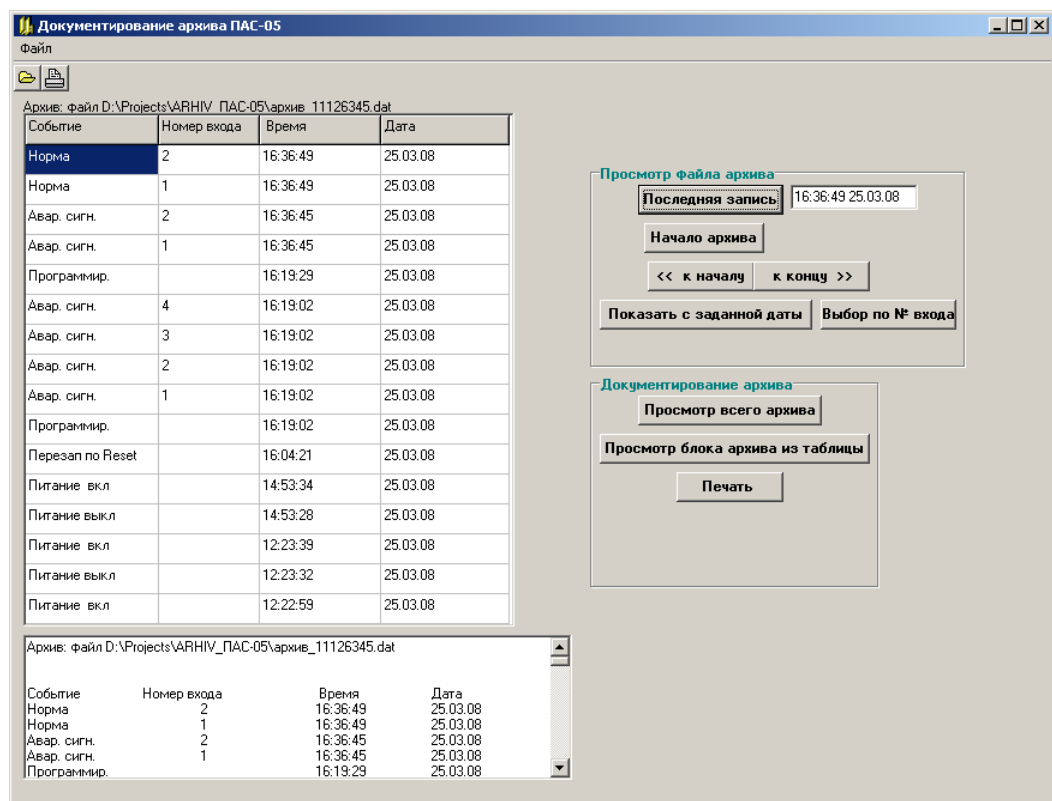 Документирование архива ПАС-05
Файл
Архив: файл D:\Projects\ARHIV_ПАС-05\архив_11126345.dat
Событие Номер входа Время Дата
Норма 2 16:36:49 25.03.08
Норма 1 16:36:49 25.03.08
Авар. сигн. 2 16:36:45 25.03.08
Авар. сигн. 1 16:36:45 25.03.08
Программир. 16:19:29 25.03.08
Авар. сигн. 4 16:19:02 25.03.08
Авар. сигн. 3 16:19:02 25.03.08
Авар. сигн. 2 16:19:02 25.03.08
Авар. сигн. 1 16:19:02 25.03.08
Программир. 16:19:02 25.03.08
Перезап по Reset 16:04:21 25.03.08
Питание вкл 14:53:34 25.03.08
Питание выкл 14:53:28 25.03.08
Питание вкл 12:23:39 25.03.08
Питание выкл 12:23:32 25.03.08
Питание вкл 12:22:59 25.03.08
Просмотр файла архива
Последняя запись 16:36:49 25.03.08
Начало архива
<< к началу к концу >>
Показать с заданной даты Выбор по № входа
Документирование архива
Просмотр всего архива
Просмотр блока архива из таблицы
Печать
Архив: файл D:\Projects\ARHIV_ПАС-05\архив_11126345.dat
Событие Номер входа Время Дата
Норма 2 16:36:49 25.03.08
Норма 1 16:36:49 25.03.08
Авар. сигн. 2 16:36:45 25.03.08
Авар. сигн. 1 16:36:45 25.03.08
Программир. 16:19:29 25.03.08